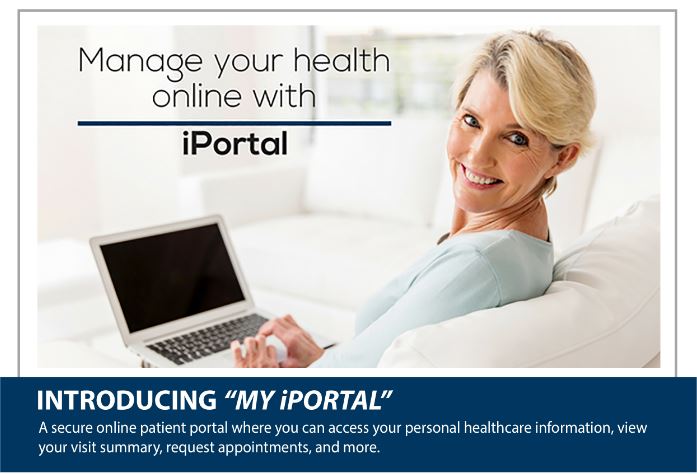 Manage your health
online with
iPortal
INTRODUCING “MY iPORTAL”
A secure online patient portal where you can access your personal healthcare information, view
your visit summary, request appointments, and more.